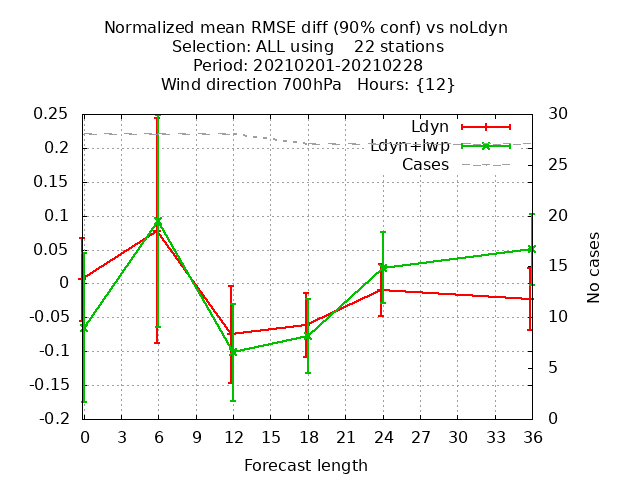 Normalized mean RMSE diff (90% conf) vs noLdyn
Selection: ALL using    22 stations
Period: 20210201-20210228
Wind direction 700hPa   Hours: {12}
Ldyn
Ldyn+lwp
Cases
0.25
0.2
0.15
0.1
0.05
0
-0.05
-0.1
-0.15
-0.2
30
25
20
15
10
5
0
No cases
0 3 6 9 12 15 18 21 24 27 30 33 36
Forecast length